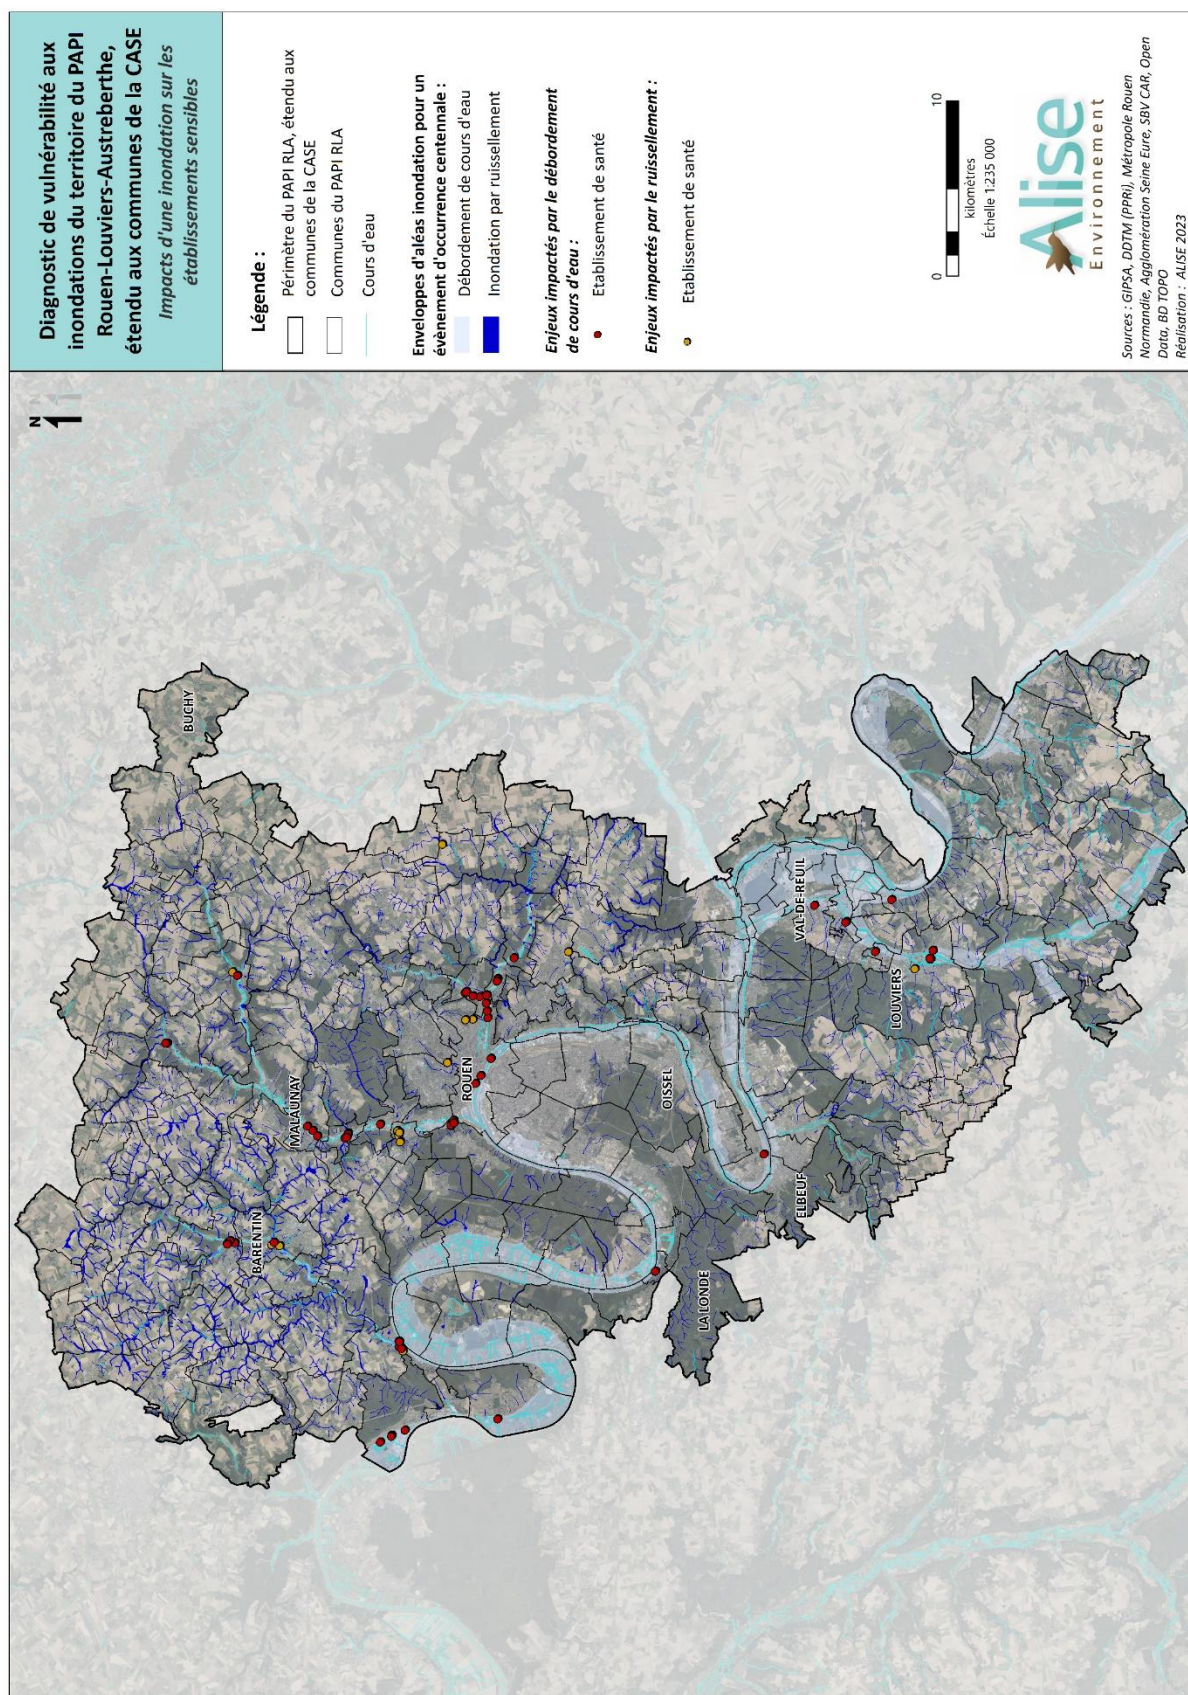 Diagnostic de vulnérabilité aux
inondations du territoire du PAPI
Rouen-Louviers-Austreberthe,
étendu aux communes de la CASE
Impacts d'une inondation sur les
établissements sensibles
Légende :
Périmètre du PAPI RLA, étendu aux
communes de la CASE
Communes du PAPI RLA
Cours d'eau
Enveloppes d'aléas inondation pour un
évènement d'occurrence centennale :
Débordement de cours d'eau
Inondation par ruissellement
Enjeux impactés par le débordement
de cours d'eau :
Etablissement de santé
Enjeux impactés par le ruissellement :
Etablissement de santé
0
10
kilomètres
Échelle 1:235 000
Alise
Environnement
Sources : GIPSA, DDTM (PPRi), Métropole Rouen
Normandie, Agglomération Seine Eure, SBV CAR, Open
Data, BD TOPO
Réalisation : ALISE 2023
N
BUCHY
MALAUNAY
BARENTIN
ROUEN
OISSEL
LA LONDE
ELBEUF
VAL-DE-REUIL
LOUVIERS